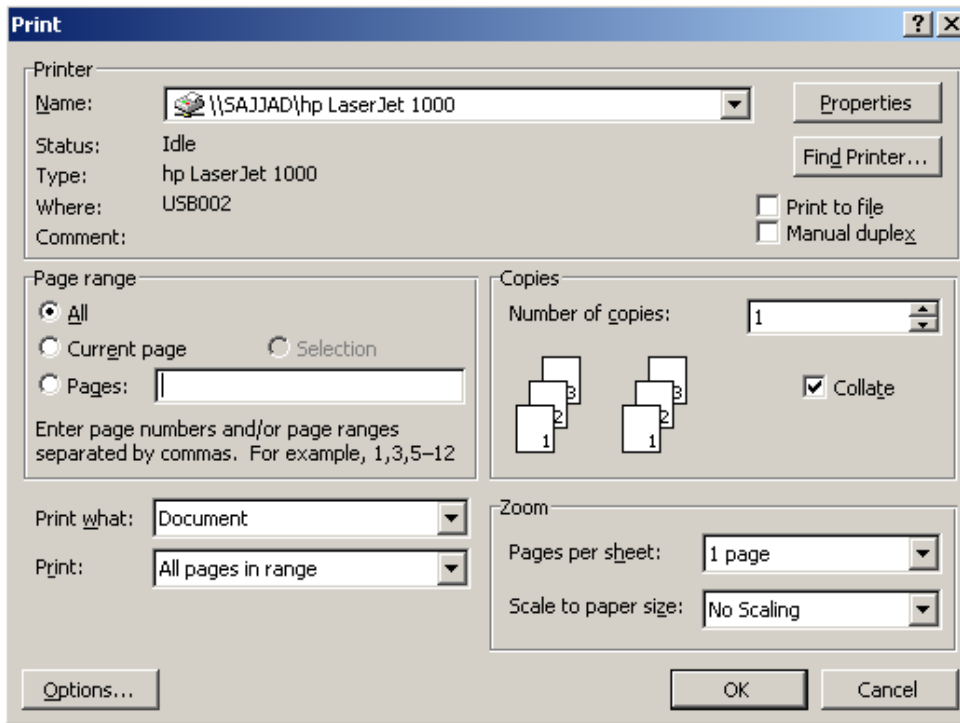 Print
Printer
Name: \\SAJJAD\hp LaserJet 1000 Properties
Status: Idle Find Printer...
Type: hp LaserJet 1000
Where: USB002 Print to file
Comment: Manual duplex
Page range
All
Current page Selection
Pages:
Enter page numbers and/or page ranges
separated by commas. For example, 1,3,5–12
Copies
Number of copies: 1
3 3
2 2
1 1
Collate
Print what: Document
Print: All pages in range
Zoom
Pages per sheet: 1 page
Scale to paper size: No Scaling
Options... OK Cancel